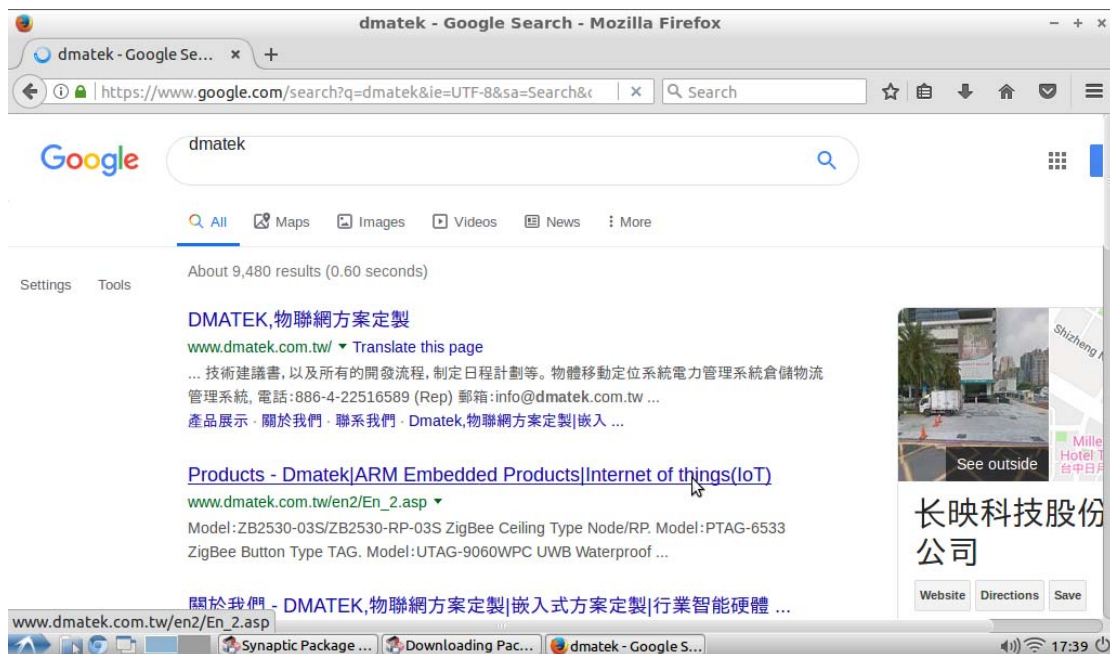 dmatek - Google Search - Mozilla Firefox
dmatek - Google Se...
https://www.google.com/search?q=dmatek&ie=UTF-8&sa=Search&c
Search
Google
dmatek
All Maps Images Videos News More
Settings Tools
About 9,480 results (0.60 seconds)
DMATEK,物聯網方案定製
www.dmatek.com.tw/ Translate this page
... 技術建議書, 以及所有的開發流程, 制定日程計劃等。 物體移動定位系統電力管理系統倉儲物流
管理系統, 電話:886-4-22516589 (Rep) 郵箱:info@dmatek.com.tw ...
產品展示 · 關於我們 · 聯系我們 · Dmatek,物聯網方案定製|嵌入 ...
Products - Dmatek|ARM Embedded Products|Internet of things(IoT)
www.dmatek.com.tw/en2/En_2.asp
Model:ZB2530-03S/ZB2530-RP-03S ZigBee Ceiling Type Node/RP. Model:PTAG-6533
ZigBee Button Type TAG. Model:UTAG-9060WPC UWB Waterproof ...
關於我們 - DMATEK,物聯網方案定製|嵌入式方案定製|行業智能硬體 ...
Shizheng
Mille
Hotel T
台中日月
See outside
长映科技股份
公司
Website Directions Save
www.dmatek.com.tw/en2/En_2.asp
Synaptic Package ... Downloading Pac... dmatek - Google S...
17:39